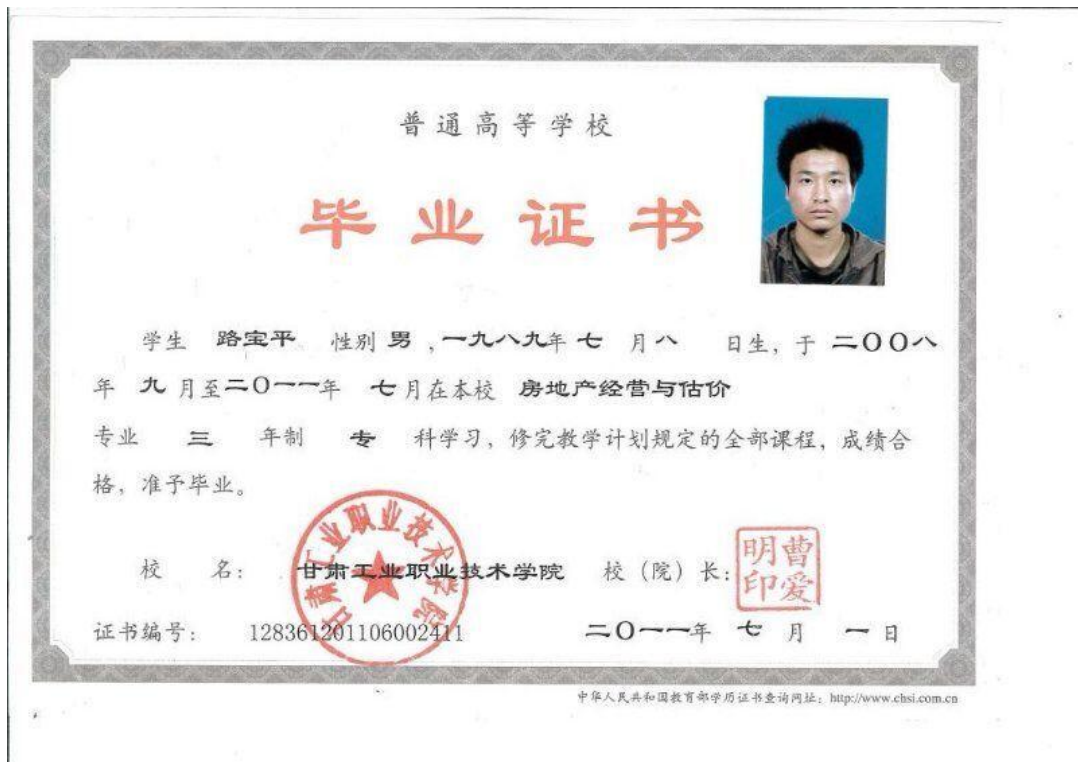 普通高等学校
毕业证书
学生 路宝平 性别 男，一九八九年 七 月 八 日生，于 二〇〇八
年 九 月至二〇一一年 七月在本校 房地产经营与估价
专业 三 年制 专 科学习，修完教学计划规定的全部课程，成绩合
格，准予毕业。
甘肃工业职业技术学院
校 名： 甘肃工业职业技术学院 校（院）长：
曹爱明印
证书编号： 128361201106002411 二〇一一年 七 月 一 日
中华人民共和国教育部学历证书查询网址：http://www.chsi.com.cn